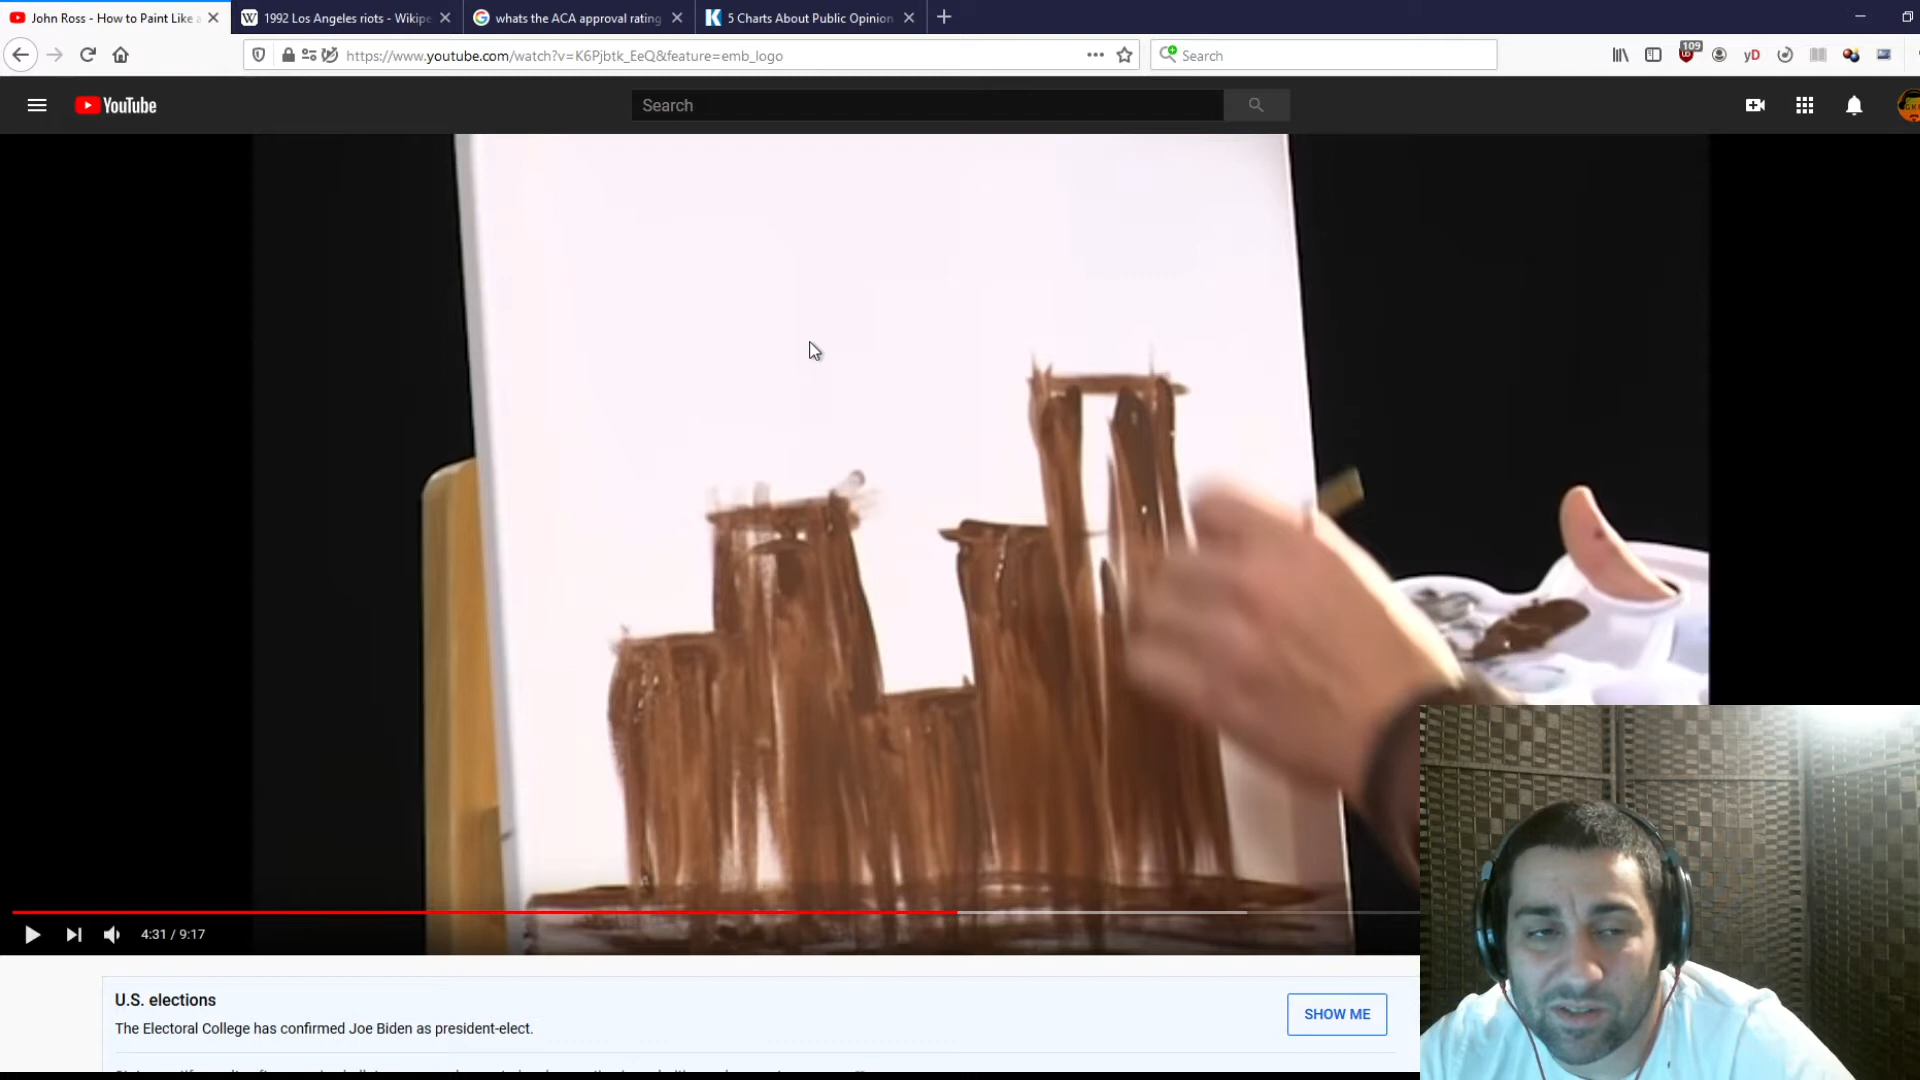 John Ross - How to Paint Like a
1992 Los Angeles riots - Wikipe
whats the ACA approval rating
5 Charts About Public Opinion
https://www.youtube.com/watch?v=K6Pjbtk_EeQ&feature=emb_logo
Search
109
yD
YouTube
Search
4:31 / 9:17
U.S. elections
The Electoral College has confirmed Joe Biden as president-elect.
SHOW ME